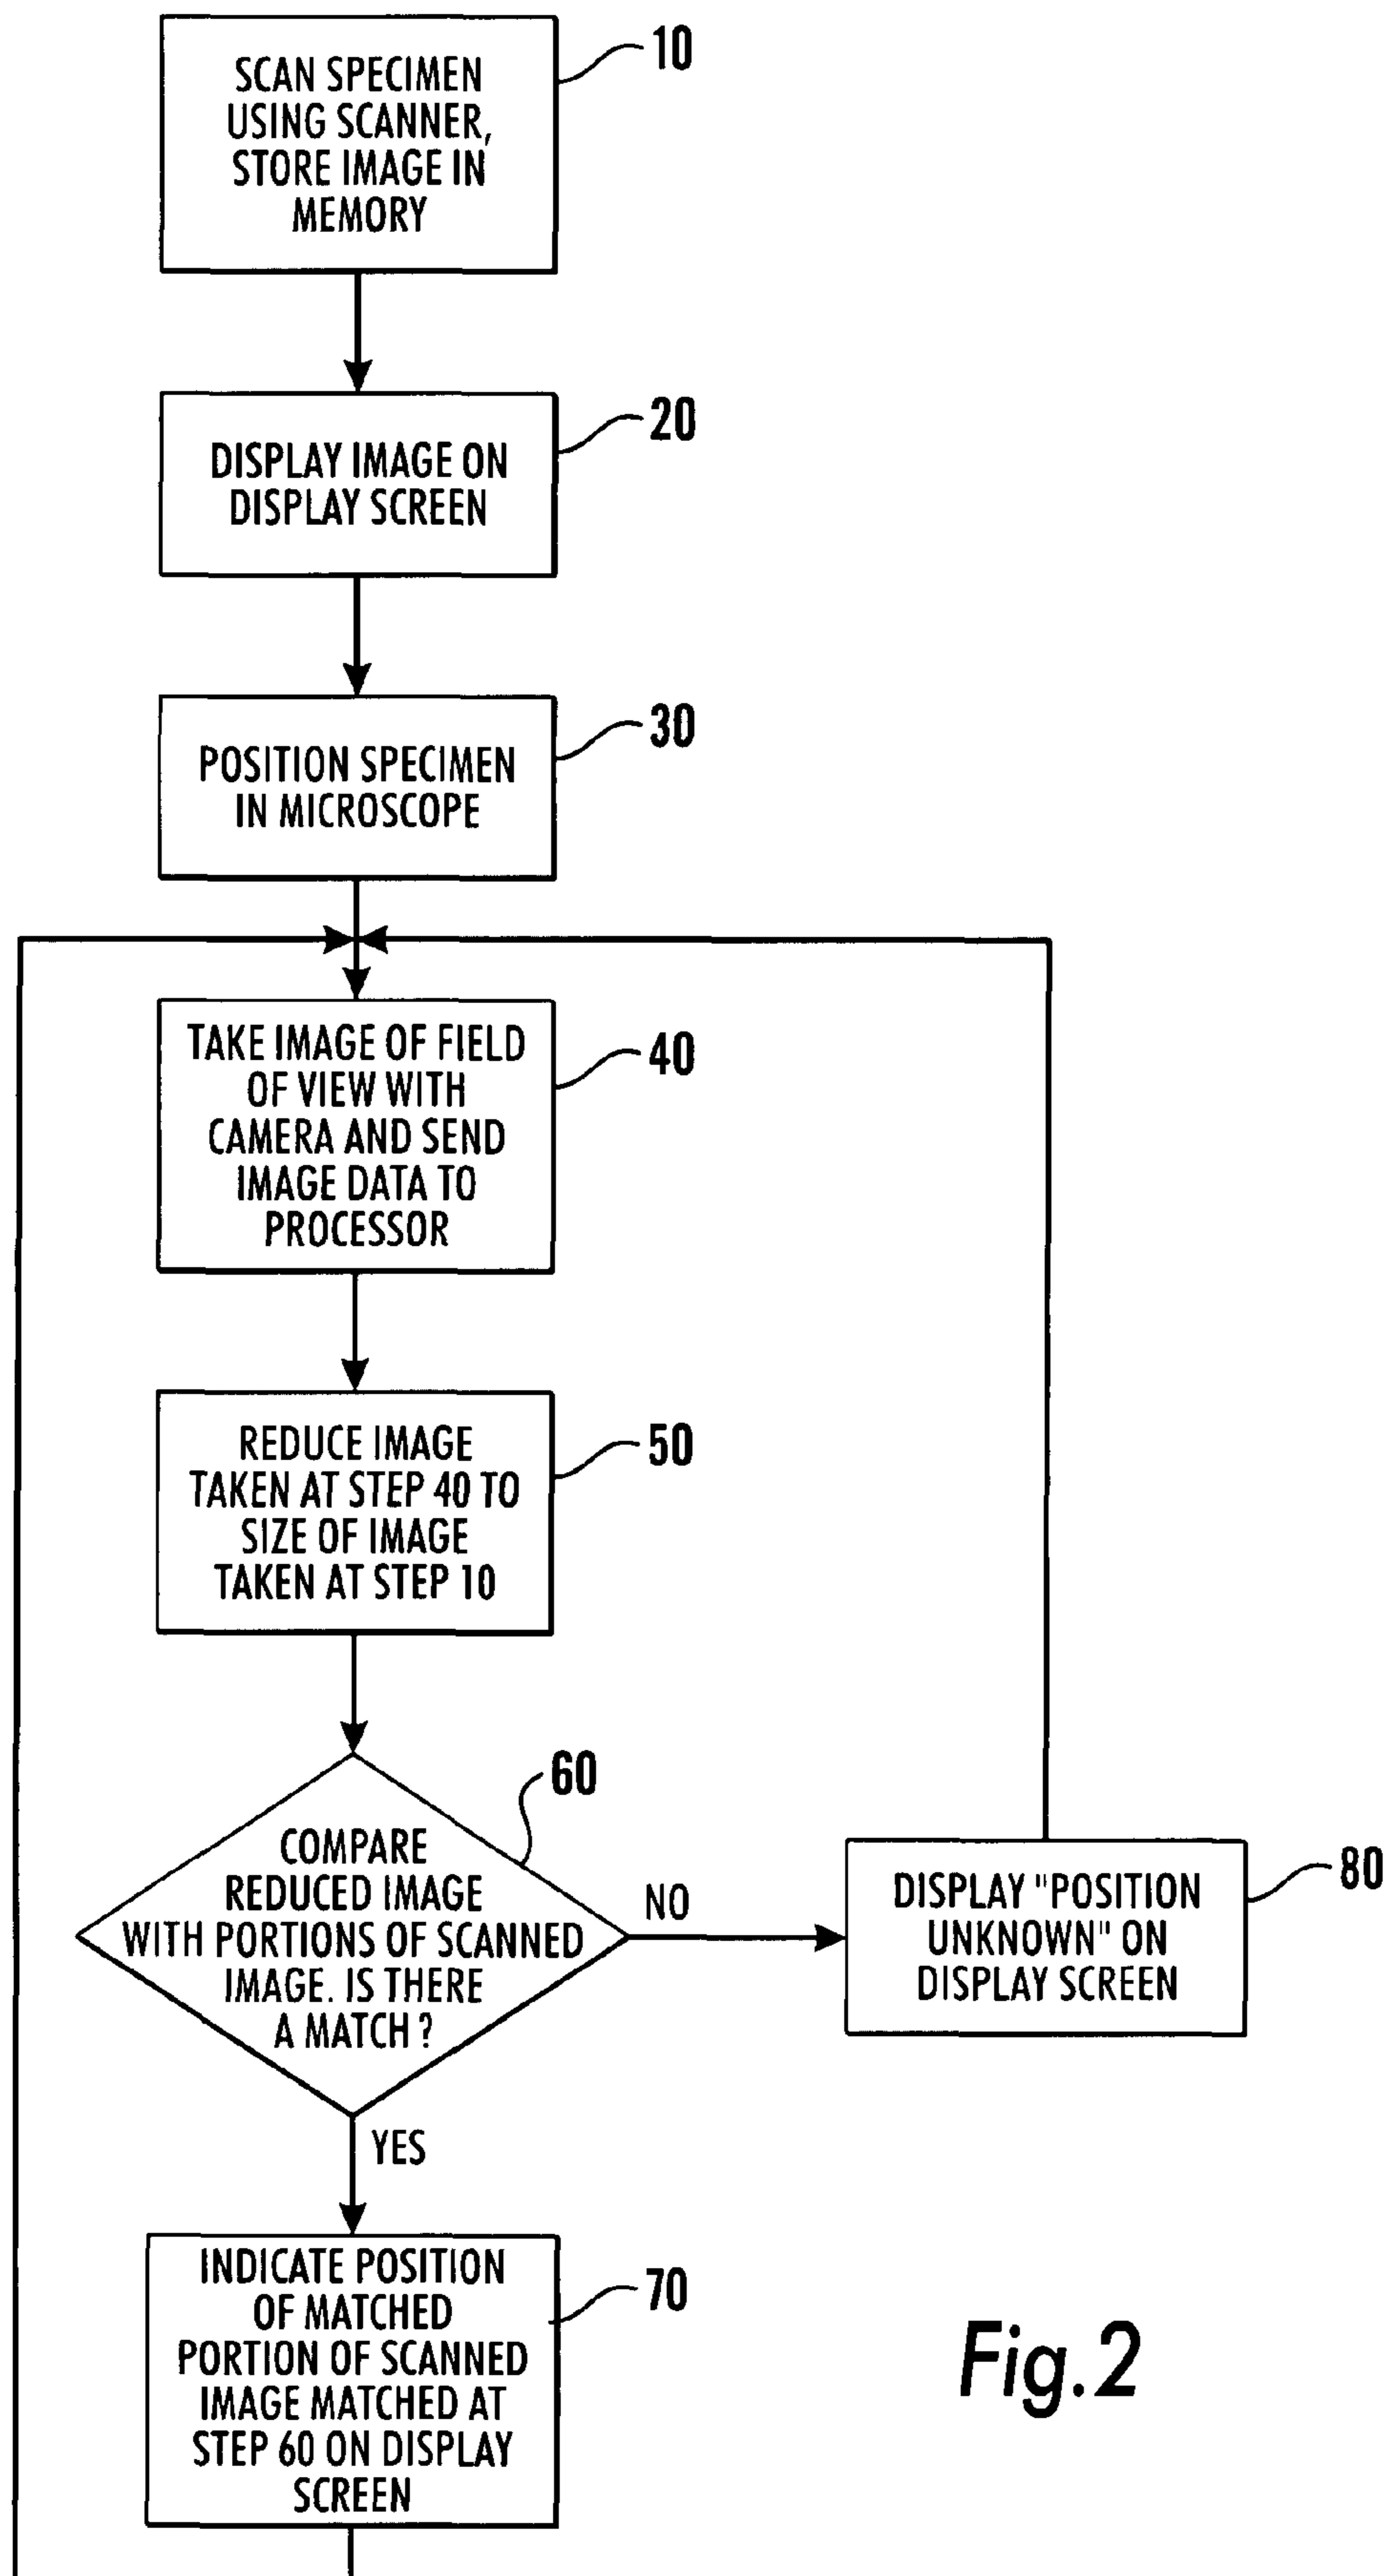 SCAN SPECIMEN
USING SCANNER,
STORE IMAGE IN
MEMORY
10
DISPLAY IMAGE ON
DISPLAY SCREEN
20
POSITION SPECIMEN
IN MICROSCOPE
30
TAKE IMAGE OF FIELD
OF VIEW WITH
CAMERA AND SEND
IMAGE DATA TO
PROCESSOR
40
REDUCE IMAGE
TAKEN AT STEP 40 TO
SIZE OF IMAGE
TAKEN AT STEP 10
50
COMPARE
REDUCED IMAGE
WITH PORTIONS OF SCANNED
IMAGE. IS THERE
A MATCH ?
60
NO
DISPLAY "POSITION
UNKNOWN" ON
DISPLAY SCREEN
80
YES
INDICATE POSITION
OF MATCHED
PORTION OF SCANNED
IMAGE MATCHED AT
STEP 60 ON DISPLAY
SCREEN
70
Fig.2